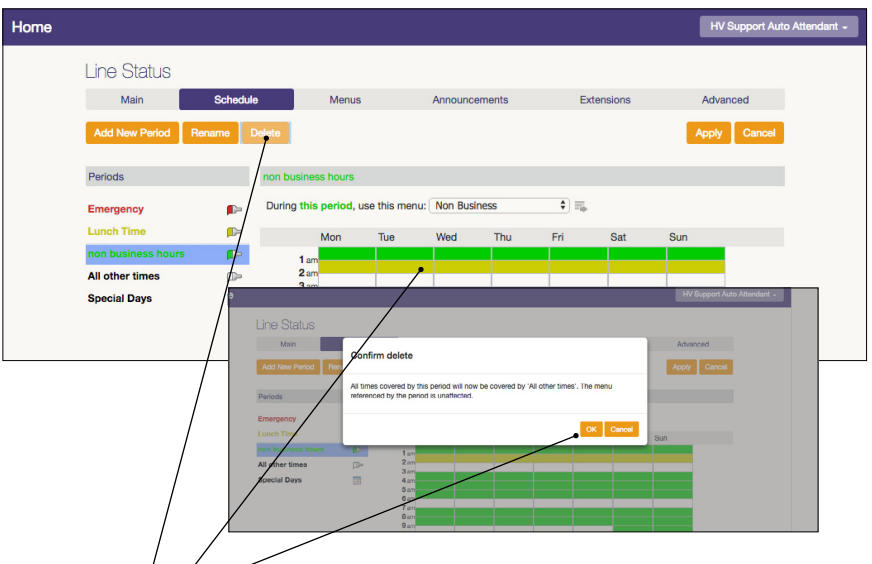 Home HV Support Auto Attendant
Line Status
Main Schedule Menus Announcements Extensions Advanced
Add New Period Rename Delete Apply Cancel
Periods non business hours
Emergency During this period, use this menu: Non Business
Lunch Time Mon Tue Wed Thu Fri Sat Sun
non business hours 1 am
All other times 2 am
Special Days 3 am
HV Support Auto Attendant
Line Status
Main Advanced
Add New Period Apply Cancel
Confirm delete
All times covered by this period will now be covered by 'All other times'. The menu
referenced by the period is unaffected.
OK Cancel
Periods
Emergency
Lunch Time Sun
non business hours 1 am
All other times 2 am
3 am
Special Days 4 am
5 am
6 am
7 am
8 am
9 am